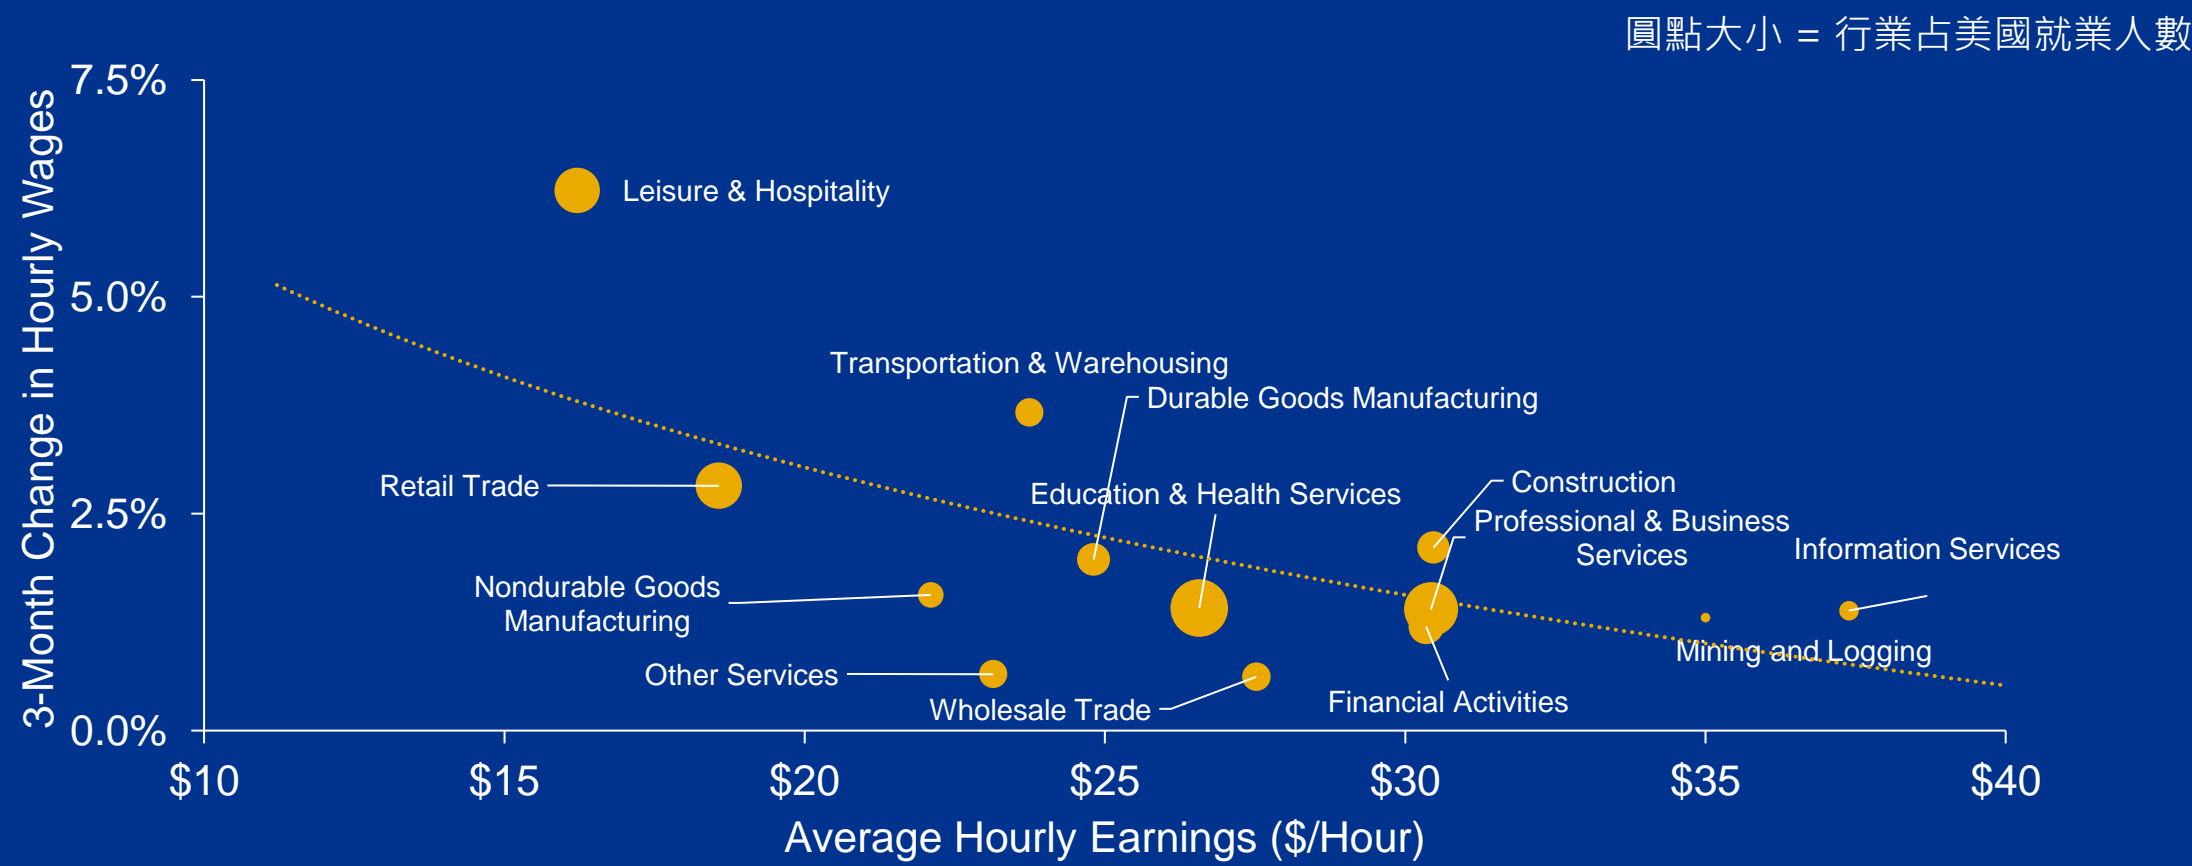 圓點大小 = 行業占美國就業人數
7.5%
5.0%
2.5%
0.0%
3-Month Change in Hourly Wages
Leisure & Hospitality
Transportation & Warehousing
Durable Goods Manufacturing
Retail Trade
Education & Health Services
Construction
Professional & Business
Services
Information Services
Nondurable Goods
Manufacturing
Mining and Logging
Other Services
Wholesale Trade
Financial Activities
$10
$15
$20
$25
$30
$35
$40
Average Hourly Earnings ($/Hour)